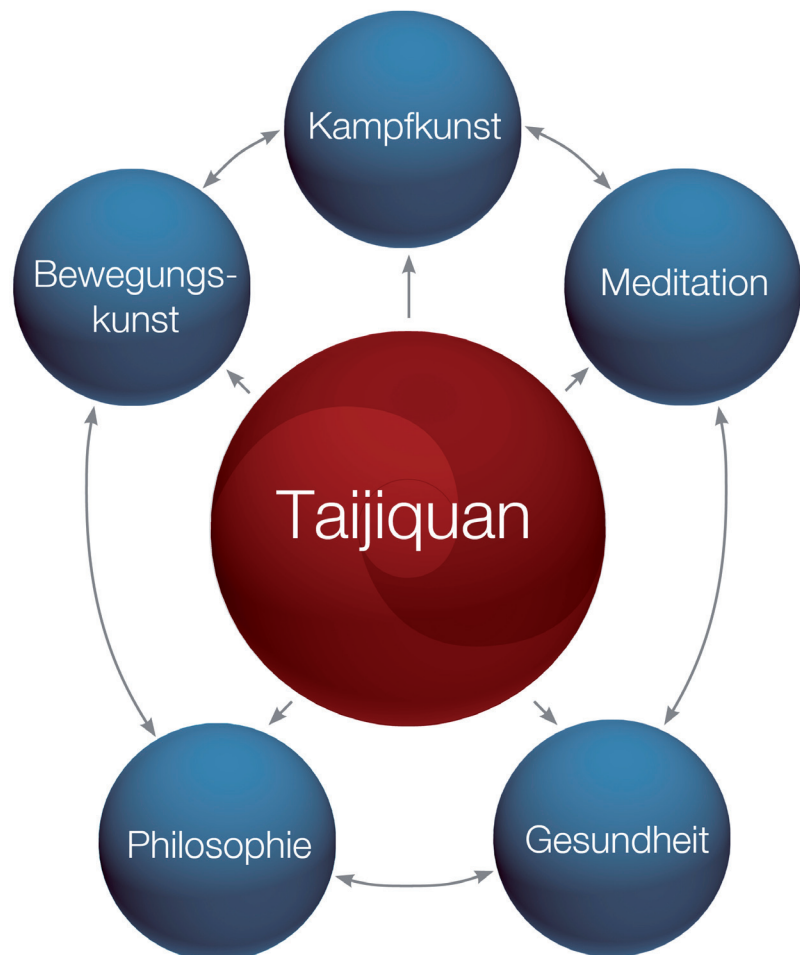 Kampfkunst
Bewegungs-
kunst
Meditation
Taijiquan
Philosophie
Gesundheit